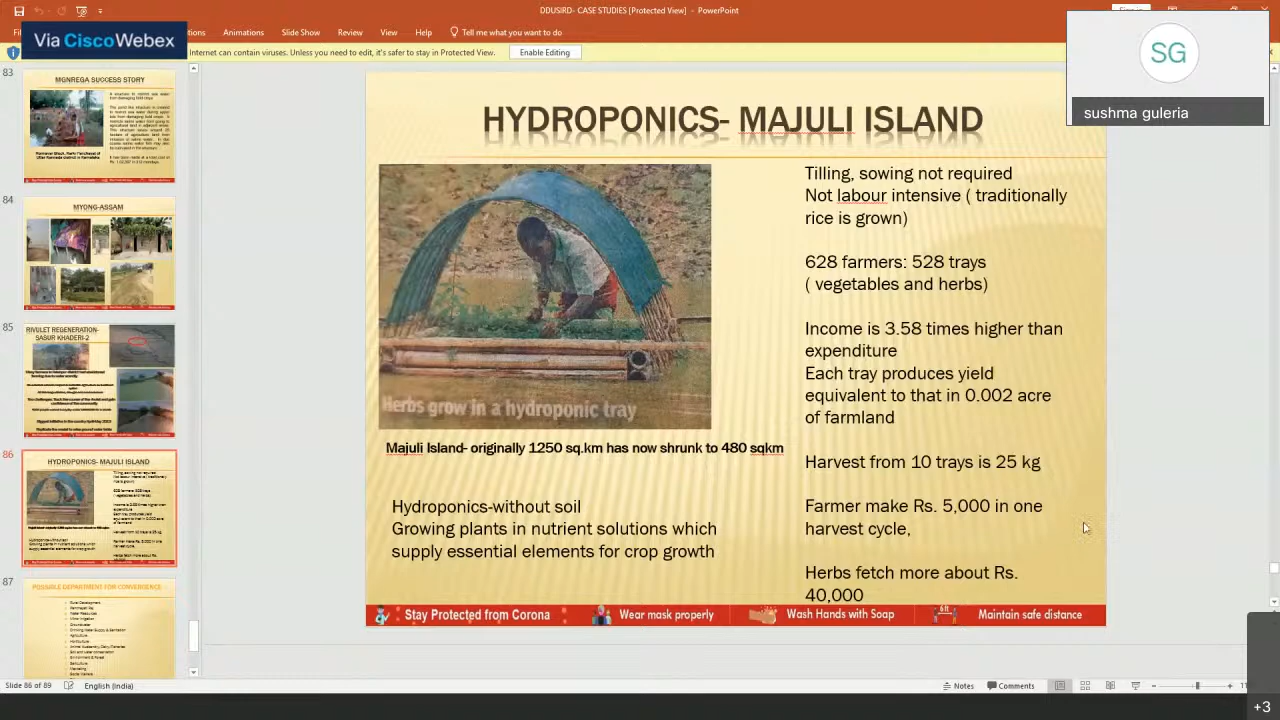 DDUSIRD- CASE STUDIES [Protected View] - PowerPoint
Via CiscoWebex
Animations
Slide Show
Review
View
Help
Tell me what you want to do
Internet can contain viruses. Unless you need to edit, it's safer to stay in Protected View.
Enable Editing
SG
sushma guleria
83
MGNREGA SUCCESS STORY
84
MYONG-ASSAM
85
RIVULET REGENERATION-
SASUR KHADERI-2
86
HYDROPONICS- MAJULI ISLAND
87
POSSIBLE DEPARTMENT FOR CONVERGENCE
HYDROPONICS- MAJULI ISLAND
Herbs grow in a hydroponic tray
Majuli Island- originally 1250 sq.km has now shrunk to 480 sqkm
Hydroponics-without soil
Growing plants in nutrient solutions which
supply essential elements for crop growth
Tilling, sowing not required
Not labour intensive ( traditionally
rice is grown)
628 farmers: 528 trays
( vegetables and herbs)
Income is 3.58 times higher than
expenditure
Each tray produces yield
equivalent to that in 0.002 acre
of farmland
Harvest from 10 trays is 25 kg
Farmer make Rs. 5,000 in one
harvest cycle,
Herbs fetch more about Rs.
40,000
Stay Protected from Corona
Wear mask properly
Wash Hands with Soap
6ft
Maintain safe distance
Slide 86 of 89
English (India)
Notes
Comments
+3